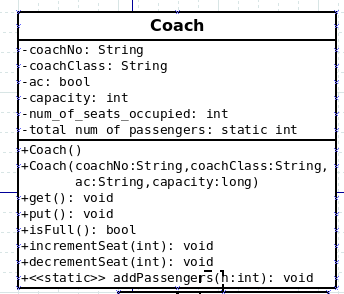 Coach
-coachNo: String
-coachClass: String
-ac: bool
-capacity: int
-num_of_seats_occupied: int
-total num of passengers: static int
+Coach()
+Coach(coachNo:String,coachClass:String,
ac:String,capacity:long)
+get(): void
+put(): void
+isFull(): bool
+incrementSeat(int): void
+decrementSeat(int): void
+<<static>> addPassengers(n:int): void